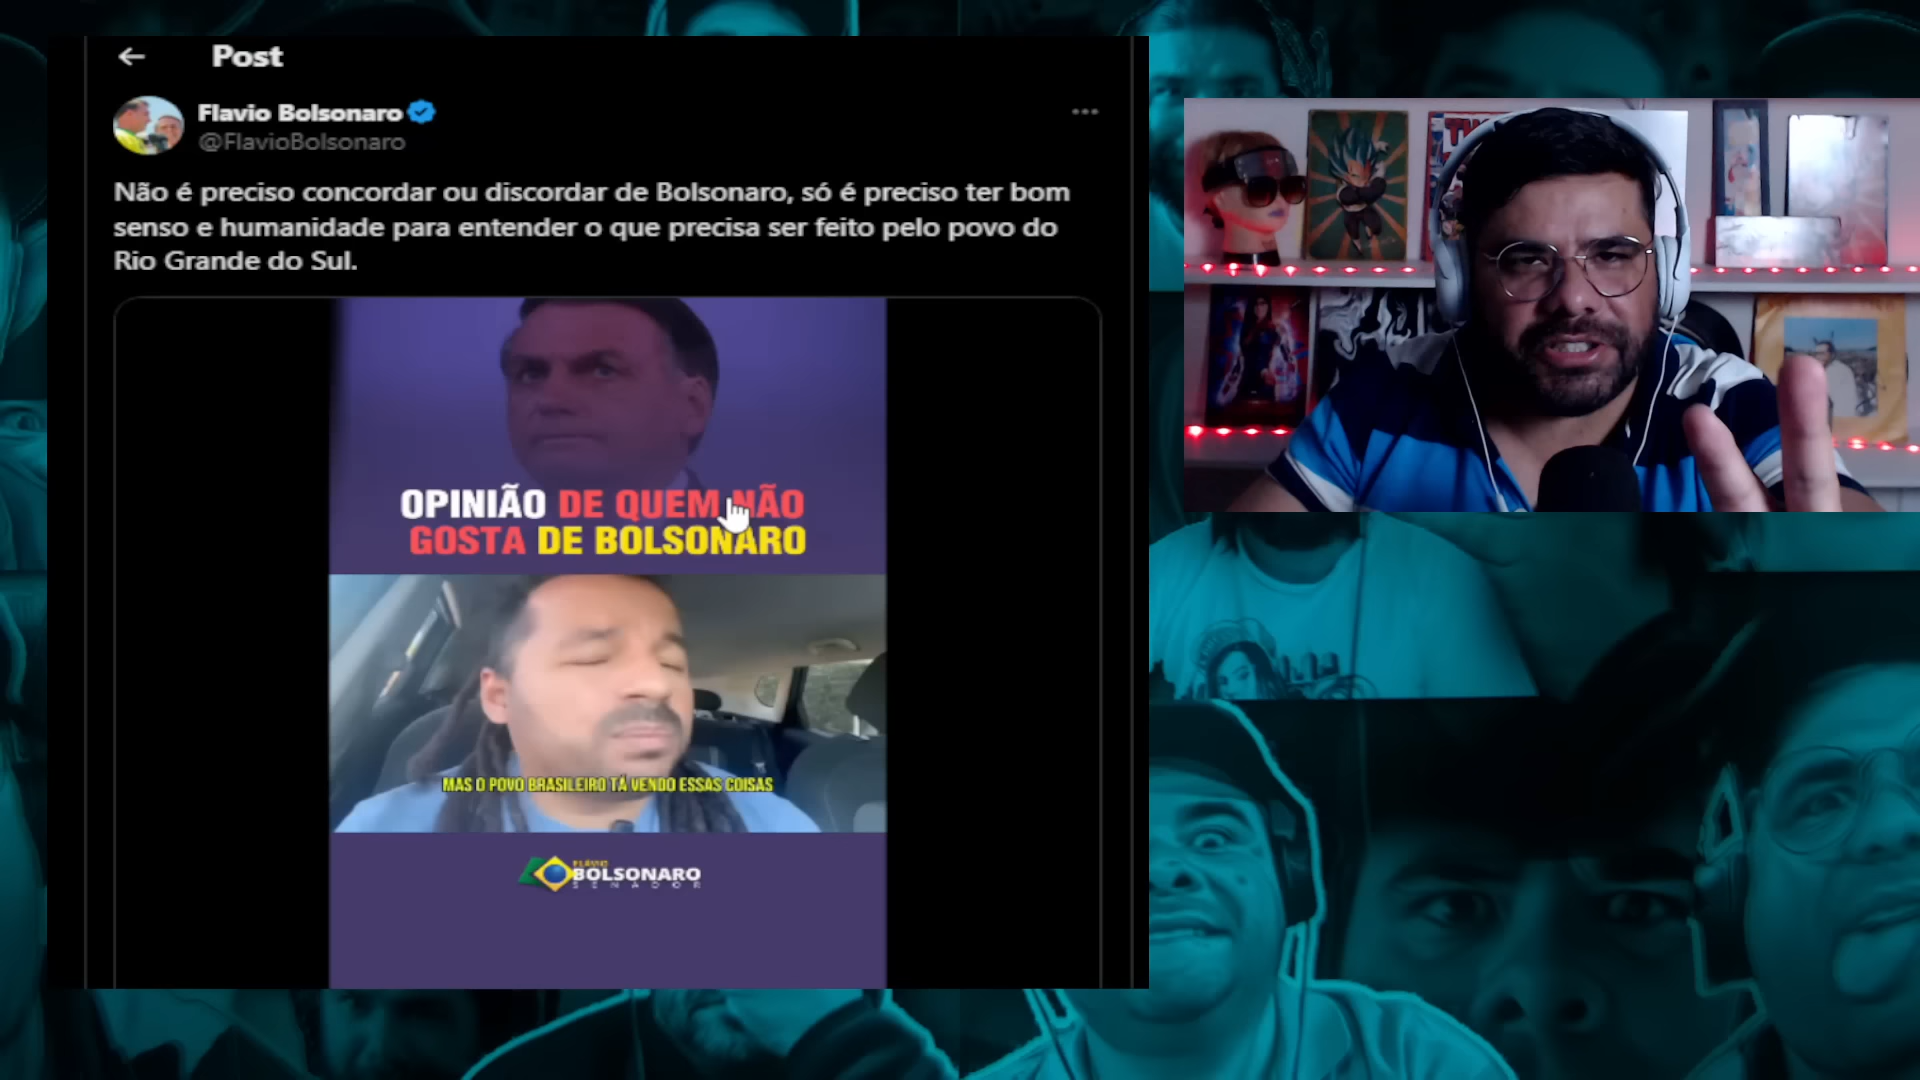 Post
Flavio Bolsonaro
@FlavioBolsonaro
Não é preciso concordar ou discordar de Bolsonaro, só é preciso ter bom
senso e humanidade para entender o que precisa ser feito pelo povo do
Rio Grande do Sul.
OPINIÃO DE QUEM NÃO
GOSTA DE BOLSONARO
MAS O POVO BRASILEIRO TÁ VENDO ESSAS COISAS
FLÁVIO
BOLSONARO
SENADOR